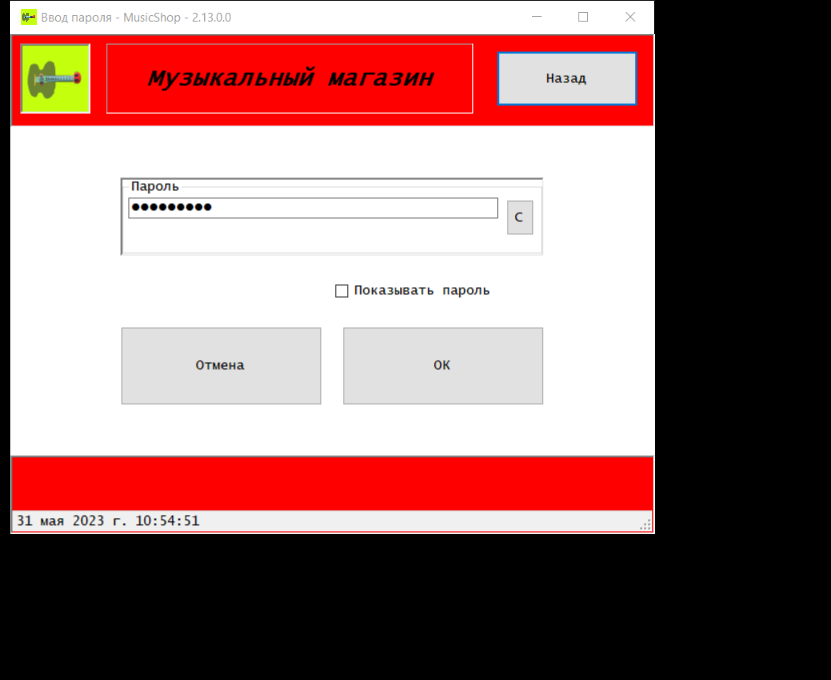 Ввод пароля - MusicShop - 2.13.0.0
Музыкальный магазин
Назад
Пароль
●●●●●●●●●
С
Показывать пароль
Отмена
ОК
31 мая 2023 г. 10:54:51